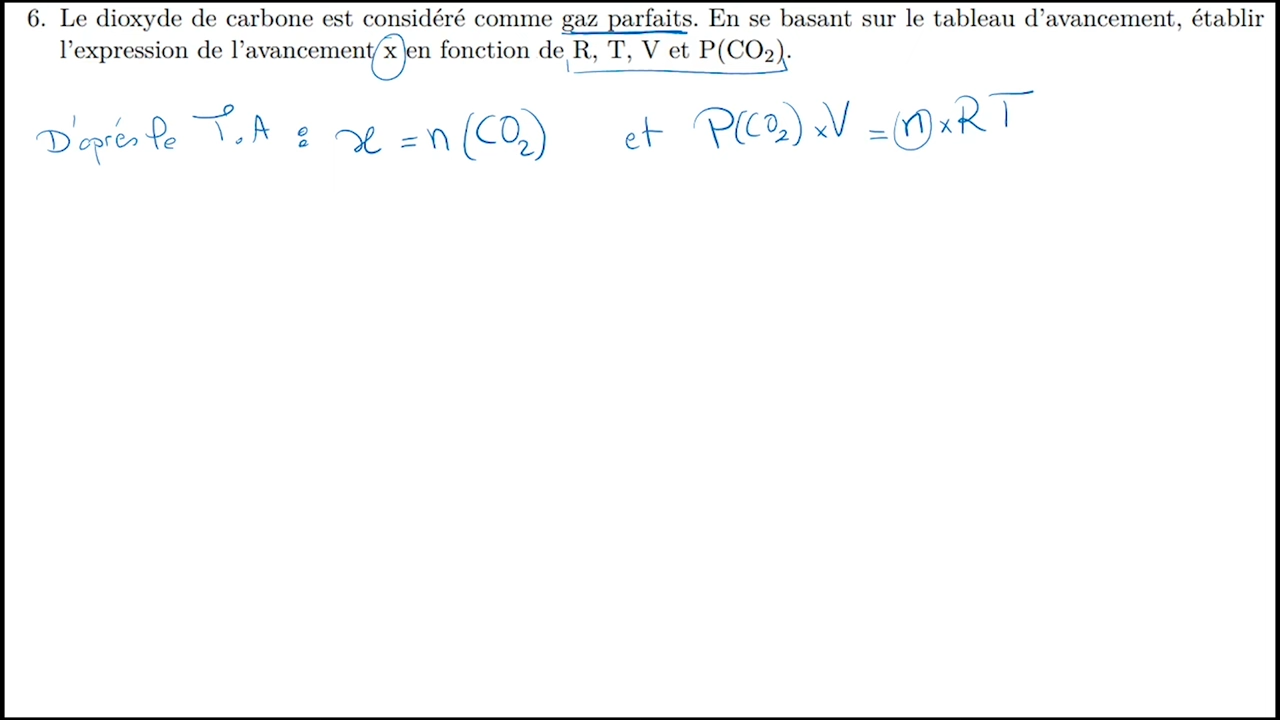 6. Le dioxyde de carbone est considéré comme gaz parfaits. En se basant sur le tableau d'avancement, établir
l'expression de l'avancement x en fonction de R, T, V et P(CO₂).
D'aprés le T.A : x = n(CO₂) et P(CO₂) × V = n × RT